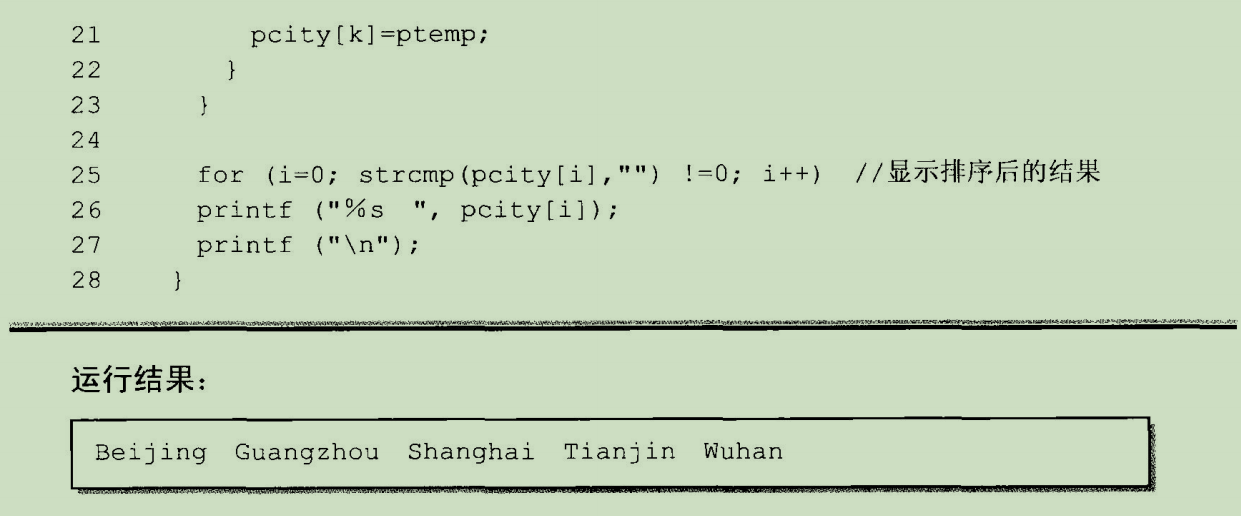 21 pcity[k]=ptemp;
22 }
23 }
24
25 for (i=0; strcmp(pcity[i],"") !=0; i++) //显示排序后的结果
26 printf ("%s ", pcity[i]);
27 printf ("\n");
28 }
运行结果：
Beijing Guangzhou Shanghai Tianjin Wuhan